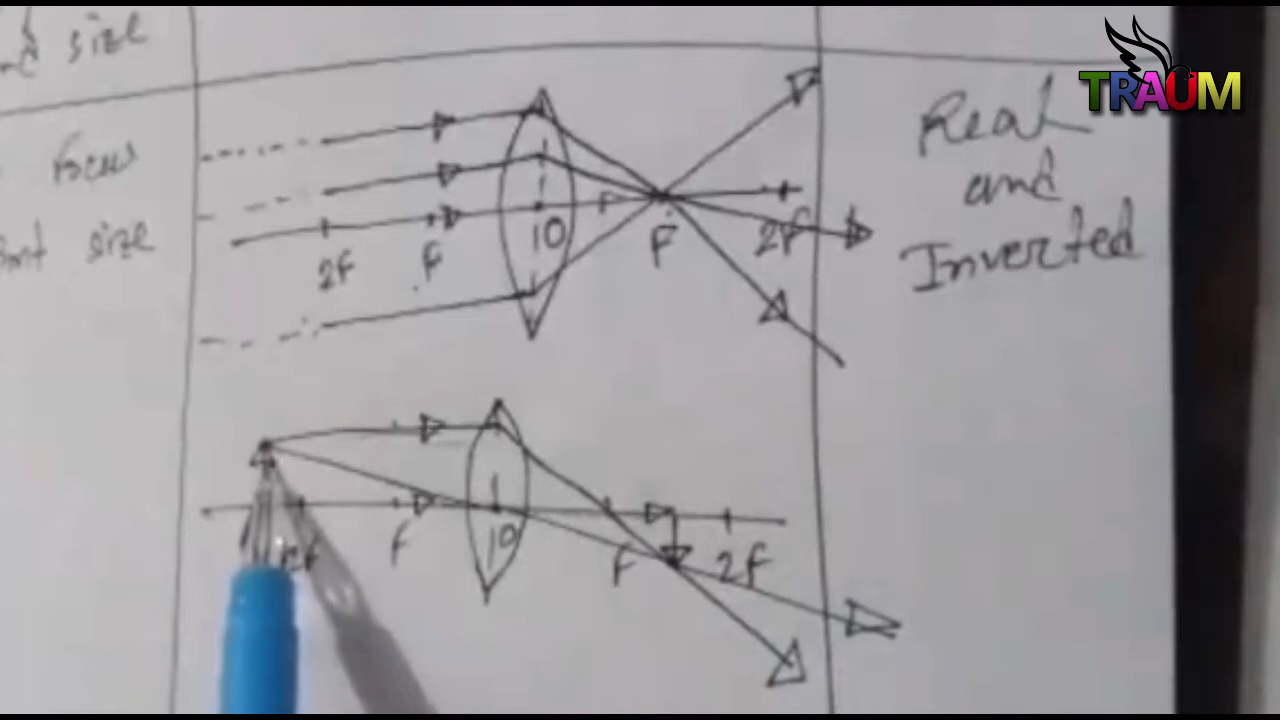 size
TRAUM
Real
and
Inverted
Focus
size
2F
F
10
F
2F
2F
F
10
F
2F